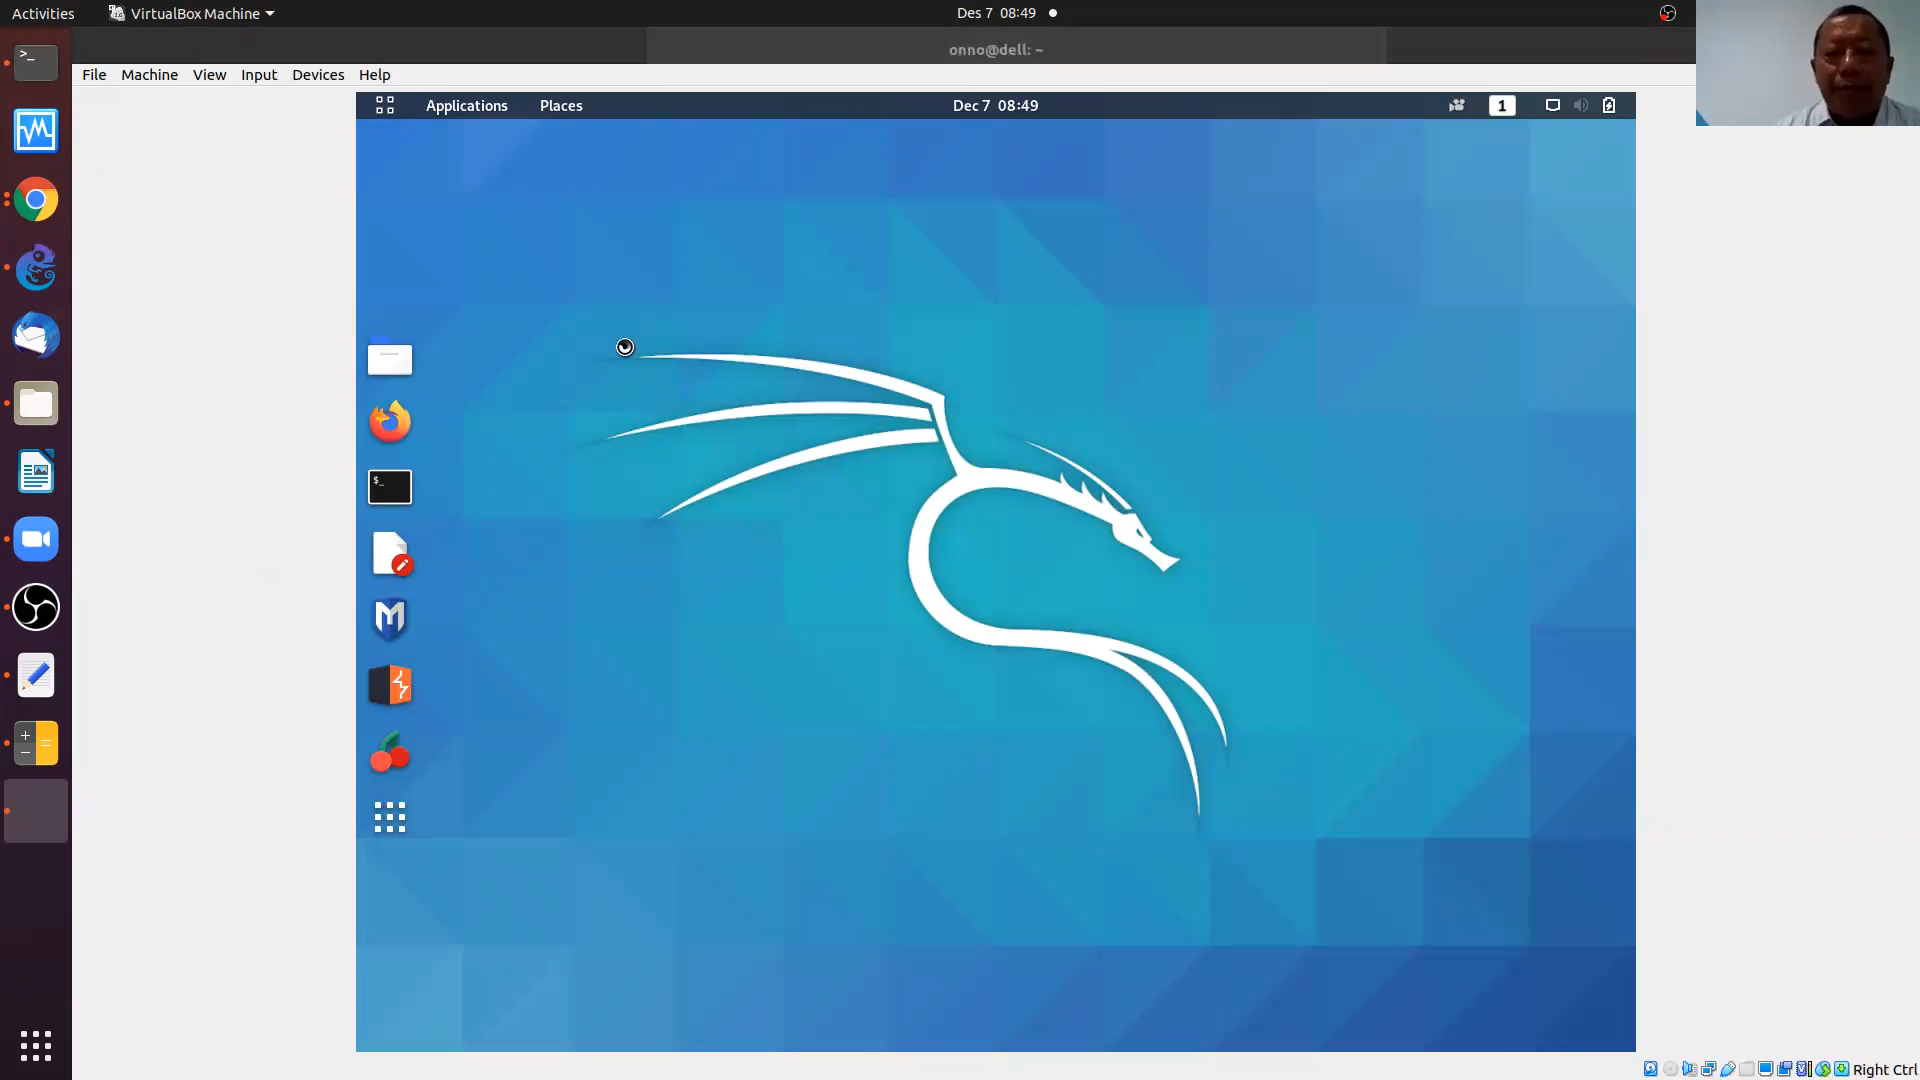 Activities VirtualBox Machine Des 7 08:49
onno@dell: ~
File Machine View Input Devices Help
Applications Places Dec 7 08:49 1
>_
$_
Right Ctrl